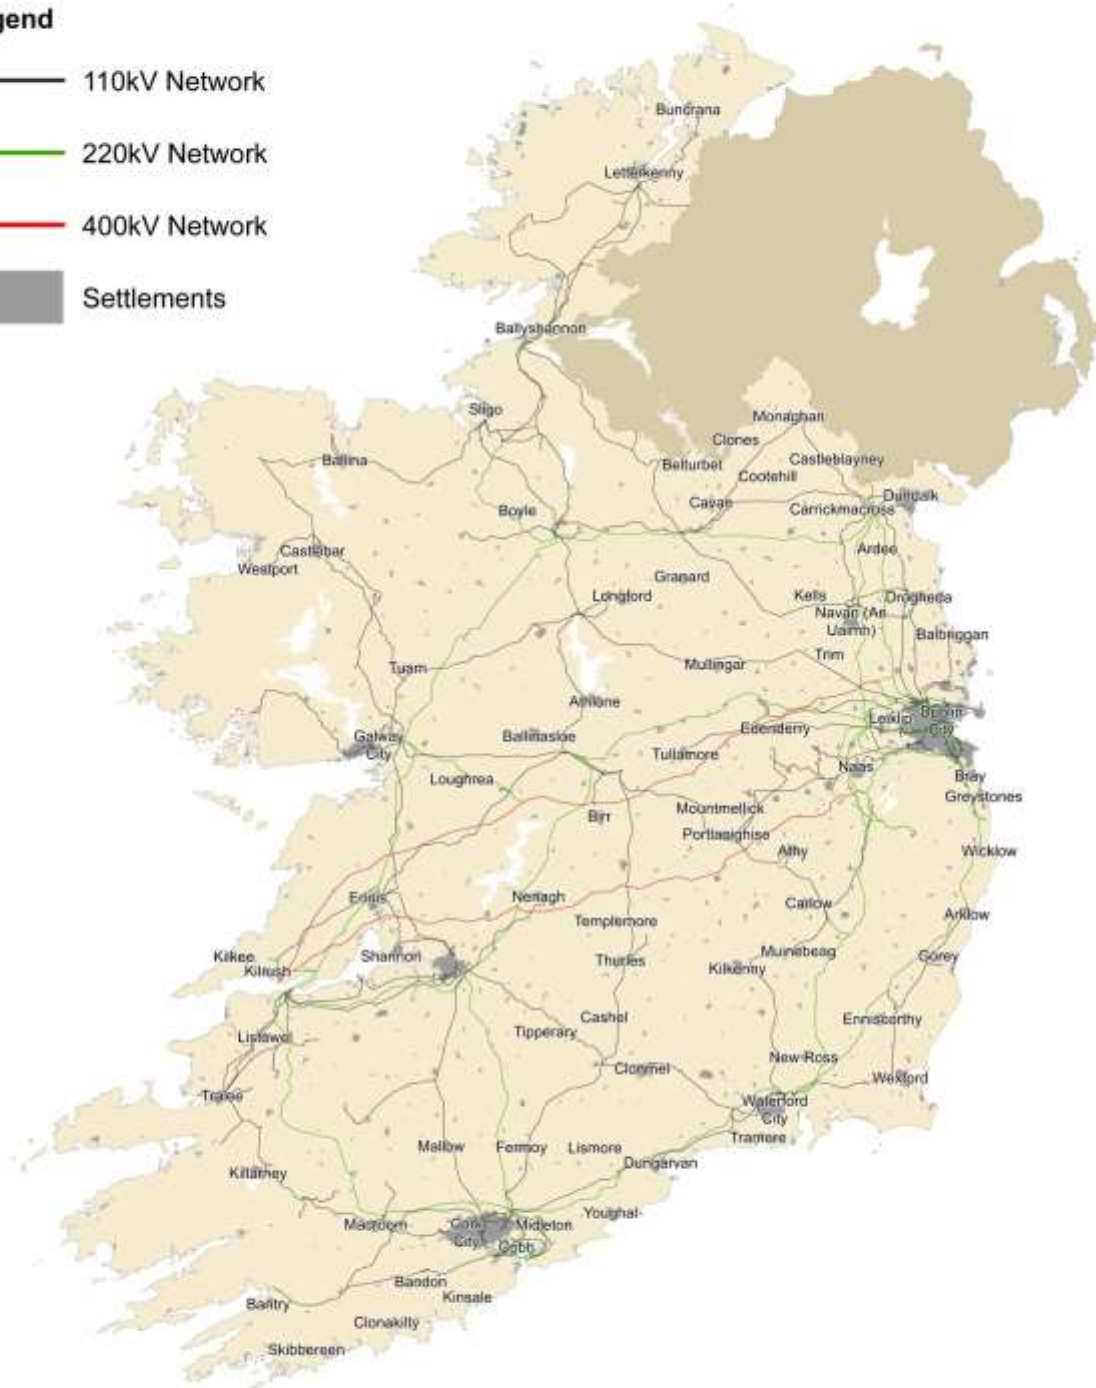 gend
110kV Network
220kV Network
400kV Network
Settlements
Buncrana
Letterkenny
Ballyshannon
Sligo
Monaghan
Clones
Ballina
Belturbet
Castleblayney
Cootehill
Dundalk
Cavan
Carrickmacross
Boyle
Castlebar
Ardee
Westport
Granard
Longford
Kells
Drogheda
Navan (An
Uaimh)
Balbriggan
Tuam
Mullingar
Trim
Athlone
Leixlip
Dublin
City
Edenderry
Galway
City
Ballinasloe
Tullamore
Loughrea
Naas
Bray
Greystones
Birr
Mountmellick
Portlaoighise
Athy
Wicklow
Ennis
Nenagh
Carlow
Arklow
Templemore
Kilkee
Shannon
Muinebeag
Gorey
Kilrush
Thurles
Kilkenny
Cashel
Enniscorthy
Listowel
Tipperary
New Ross
Clonmel
Wexford
Tralee
Waterford
City
Tramore
Mallow
Fermoy
Lismore
Dungarvan
Killarney
Youghal
Macroom
Cork
City
Midleton
Cobh
Bandon
Kinsale
Bantry
Clonakilty
Skibbereen